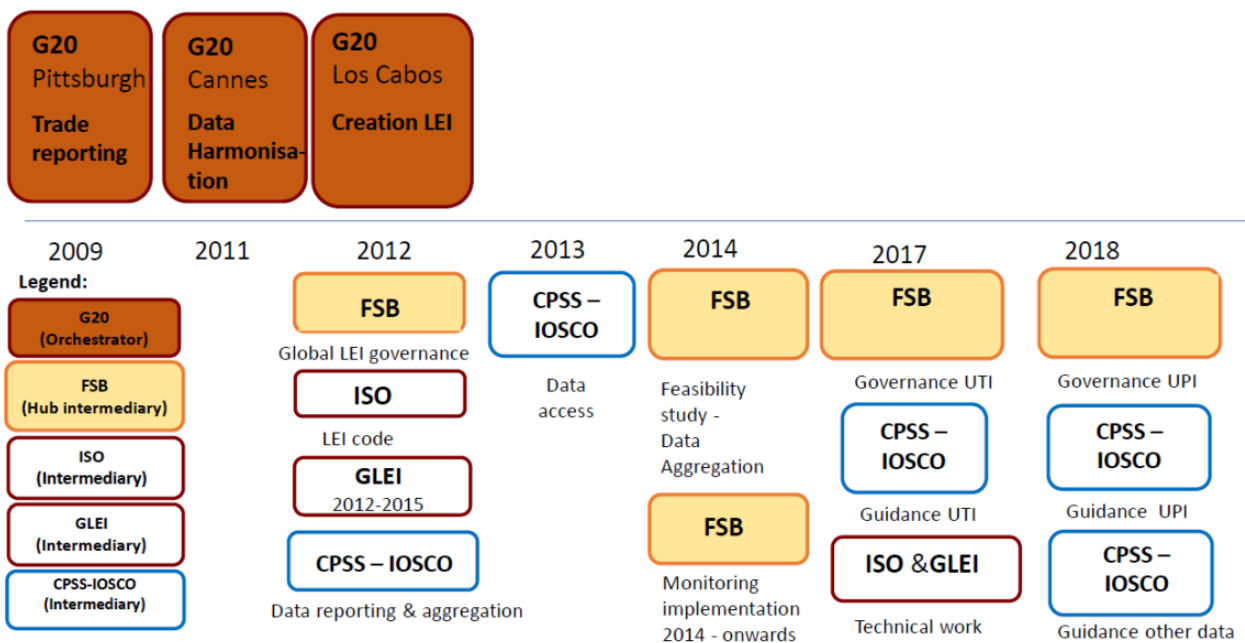 G20
Pittsburgh
Trade
reporting
G20
Cannes
Data
Harmonisa-
tion
G20
Los Cabos
Creation LEI
2009
2011
2012
2013
2014
2017
2018
Legend:
G20
(Orchestrator)
FSB
(Hub intermediary)
ISO
(Intermediary)
GLEI
(Intermediary)
CPSS-IOSCO
(Intermediary)
FSB
Global LEI governance
ISO
LEI code
GLEI
2012-2015
CPSS – IOSCO
Data reporting & aggregation
CPSS –
IOSCO
Data
access
FSB
Feasibility
study -
Data
Aggregation
FSB
Monitoring
implementation
2014 - onwards
FSB
Governance UTI
CPSS –
IOSCO
Guidance UTI
ISO &GLEI
Technical work
FSB
Governance UPI
CPSS –
IOSCO
Guidance UPI
CPSS –
IOSCO
Guidance other data